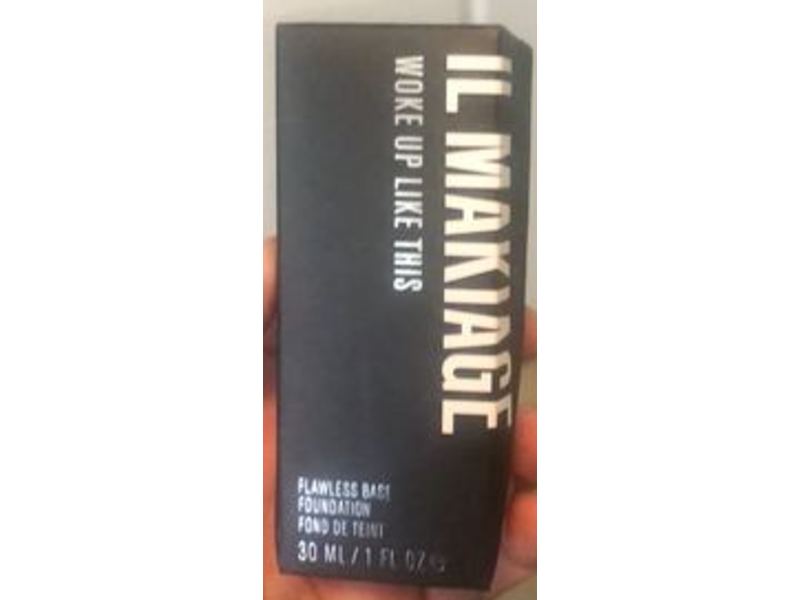 IL MAKIAGE
WOKE UP LIKE THIS
FLAWLESS BASE
FOUNDATION
FOND DE TEINT
30 ML / 1 FL OZ e